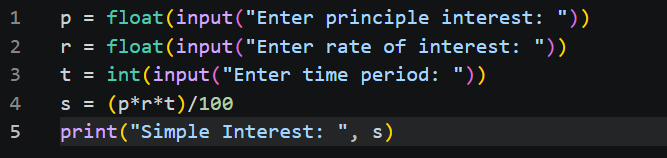 1 p = float(input("Enter principle interest: "))
2 r = float(input("Enter rate of interest: "))
3 t = int(input("Enter time period: "))
4 s = (p*r*t)/100
5 print("Simple Interest: ", s)